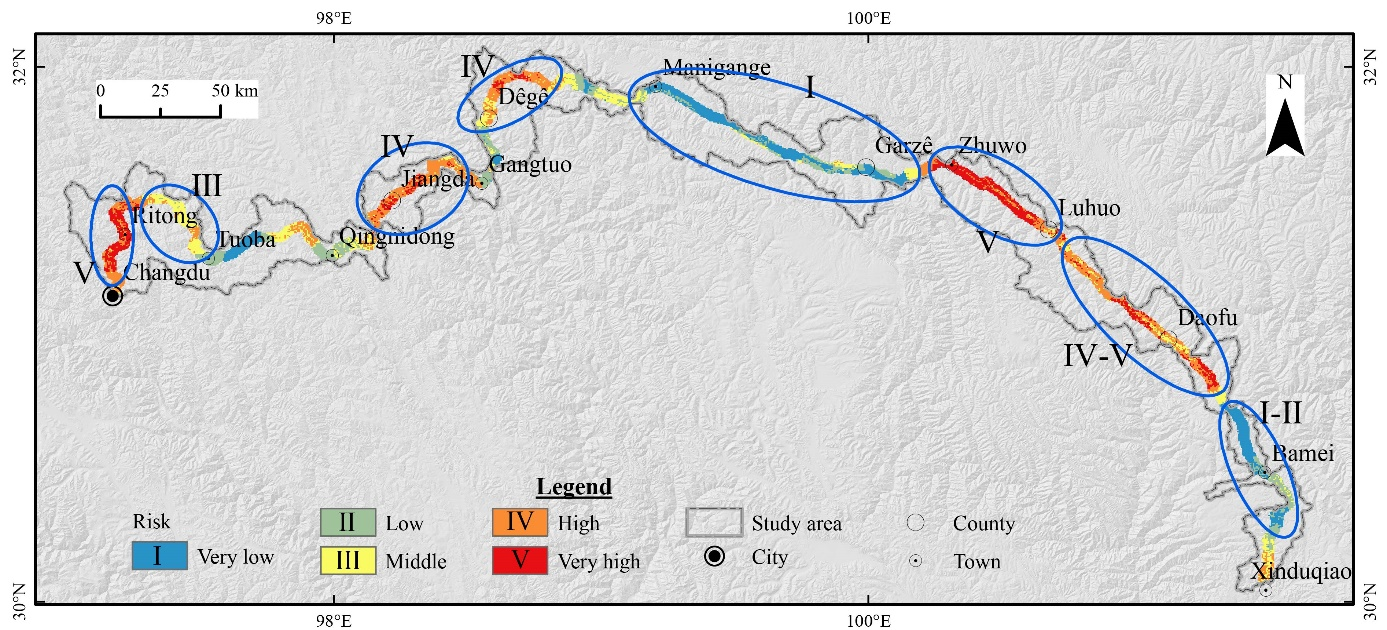 98°E 100°E
32°N 32°N
0 25 50 km
N
IV
Dêgê
Manigange
I
IV
Jiangda
Gangtuo
Garzê
Zhuwo
III
Ritong
Tuoba
Qingnidong
Luhuo
V
V
Changdu
Daofu
IV-V
I-II
Bamei
Xinduqiao
Legend
Risk
I Very low
II Low
III Middle
IV High
V Very high
Study area
City
County
Town
30°N 30°N
98°E 100°E